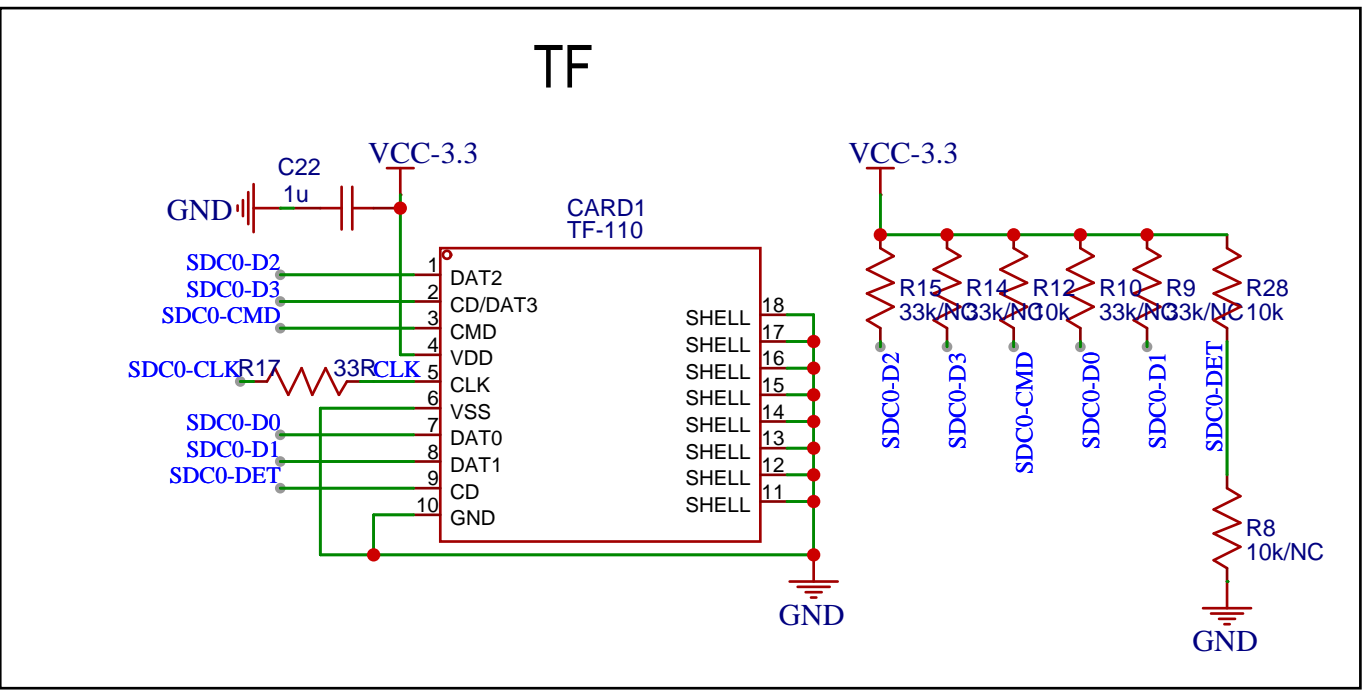 TF
VCC-3.3
C22
1u
GND
CARD1
TF-110
SDC0-D2
SDC0-D3
SDC0-CMD
SDC0-CLK
R17
33R
CLK
SDC0-D0
SDC0-D1
SDC0-DET
1
DAT2
2
CD/DAT3
3
CMD
4
VDD
5
CLK
6
VSS
7
DAT0
8
DAT1
9
CD
10
GND
SHELL
18
SHELL
17
SHELL
16
SHELL
15
SHELL
14
SHELL
13
SHELL
12
SHELL
11
GND
VCC-3.3
R15
33k/NC
R14
33k/NC
R12
10k
R10
33k/NC
R9
33k/NC
R28
10k
SDC0-D2
SDC0-D3
SDC0-CMD
SDC0-D0
SDC0-D1
SDC0-DET
R8
10k/NC
GND